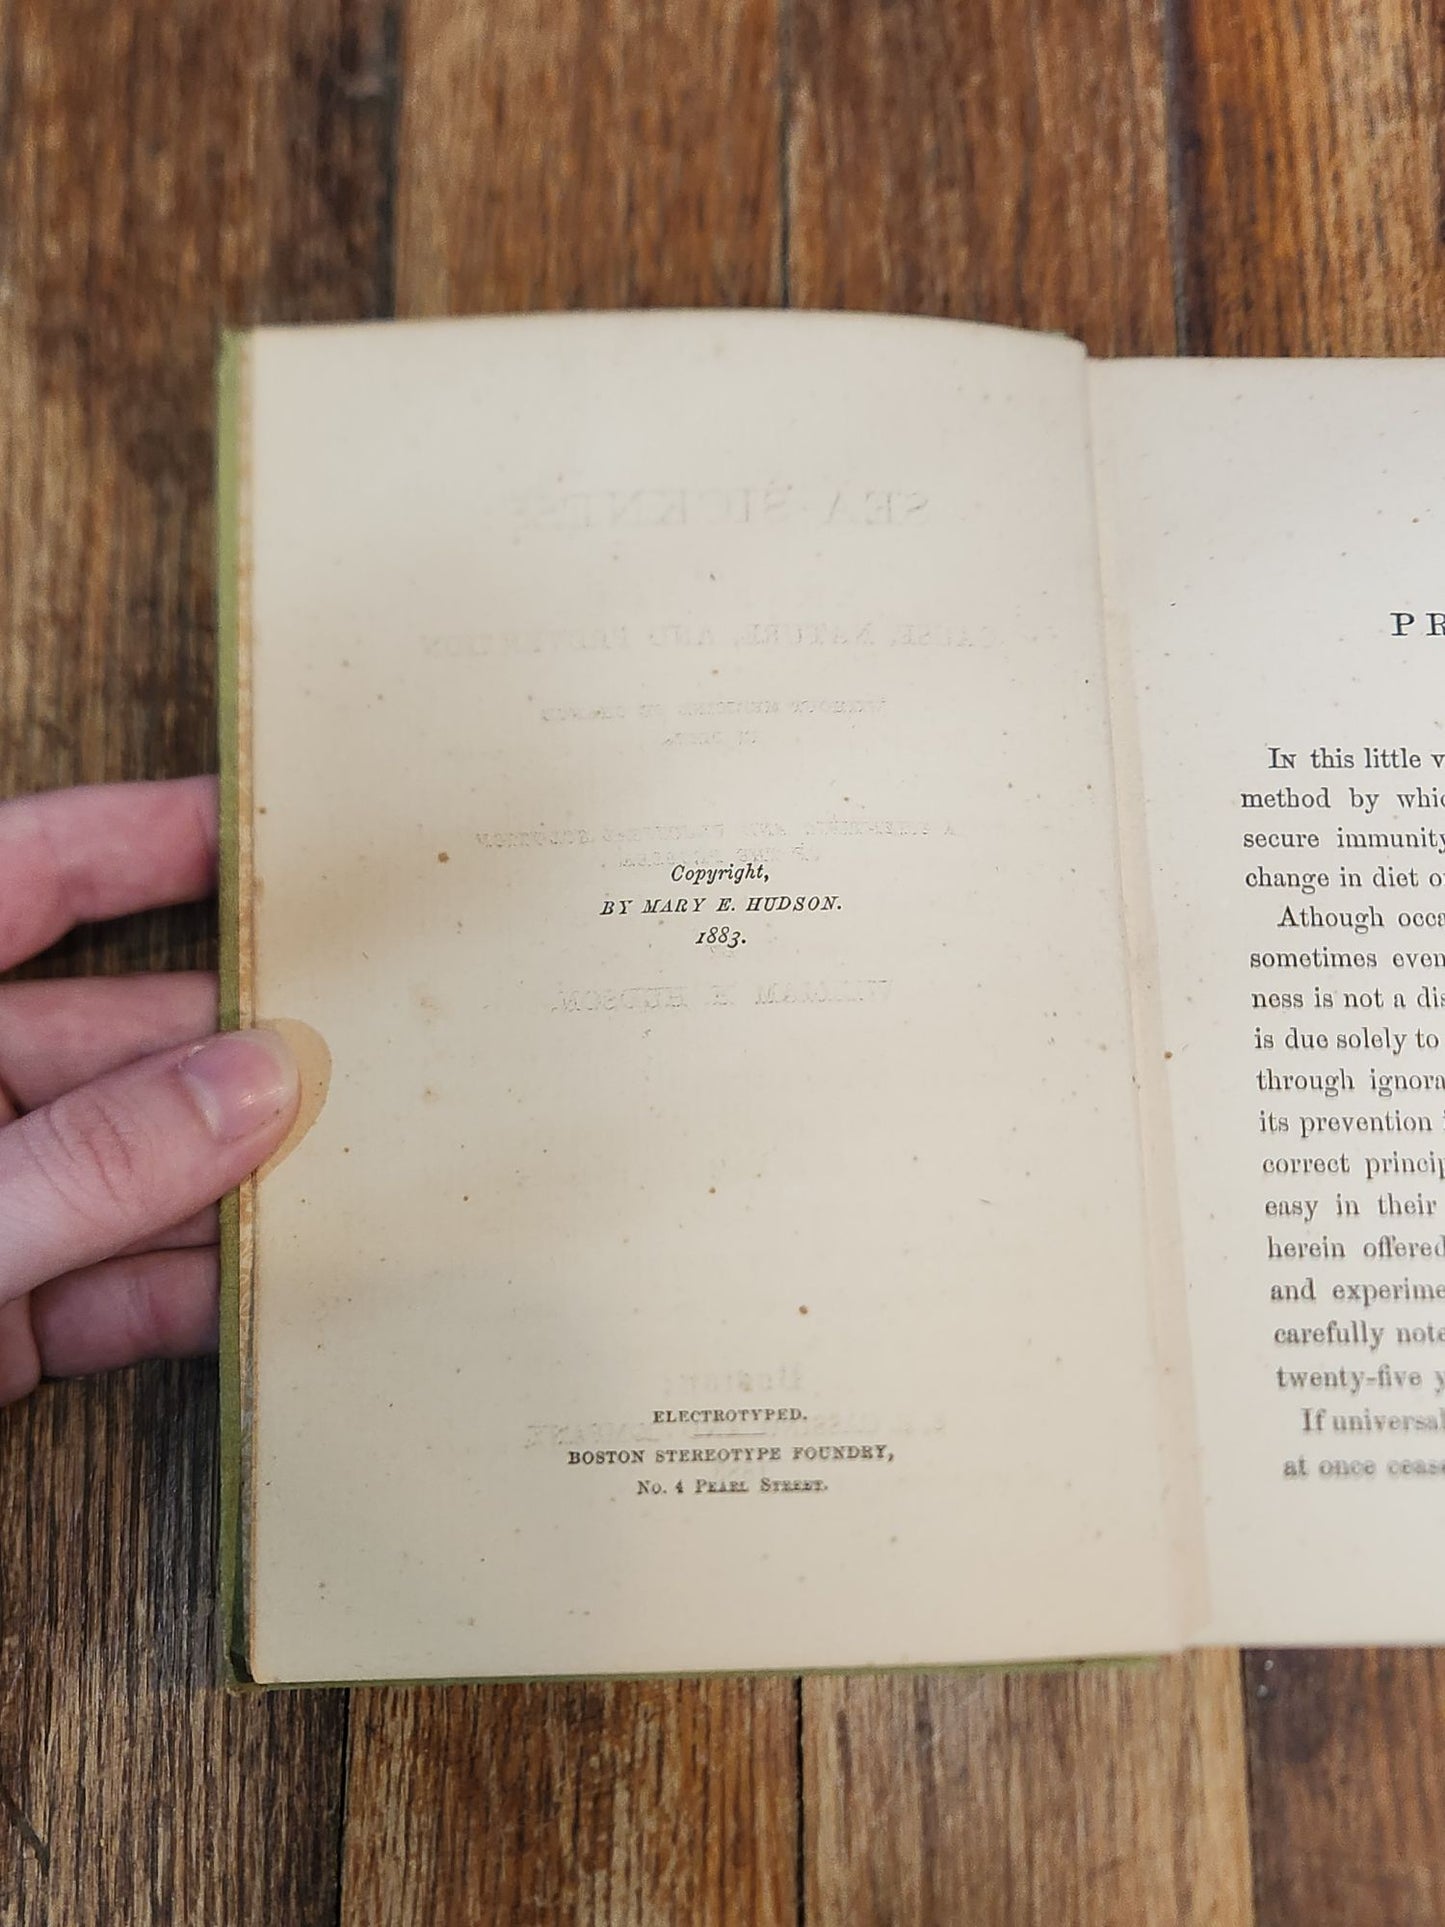 Copyright,
BY MARY E. HUDSON.
1883.
ELECTROTYPED.
BOSTON STEREOTYPE FOUNDRY,
No. 4 Pearl Street.
PR
In this little v
method by whic
secure immunity
change in diet o
Athough occa
sometimes even
ness is not a dis
is due solely to
through ignora
its prevention
correct princip
easy in their
herein offered
and experime
carefully note
twenty-five y
If universal
at once cease